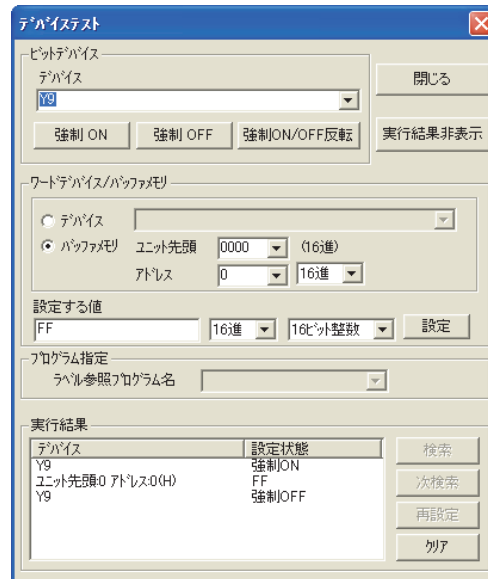 デバイステスト
ビットデバイス
デバイス
Y9
閉じる
強制 ON 強制 OFF 強制ON/OFF反転 実行結果非表示
ワードデバイス/バッファメモリ
デバイス
バッファメモリ ユニット先頭 0000 (16進)
アドレス 0 16進
設定する値
FF 16進 16ビット整数 設定
プログラム指定
ラベル参照プログラム名
実行結果
デバイス 設定状態
Y9 強制ON
ユニット先頭:0 アドレス:0(H) FF
Y9 強制OFF
検索
次検索
再設定
クリア